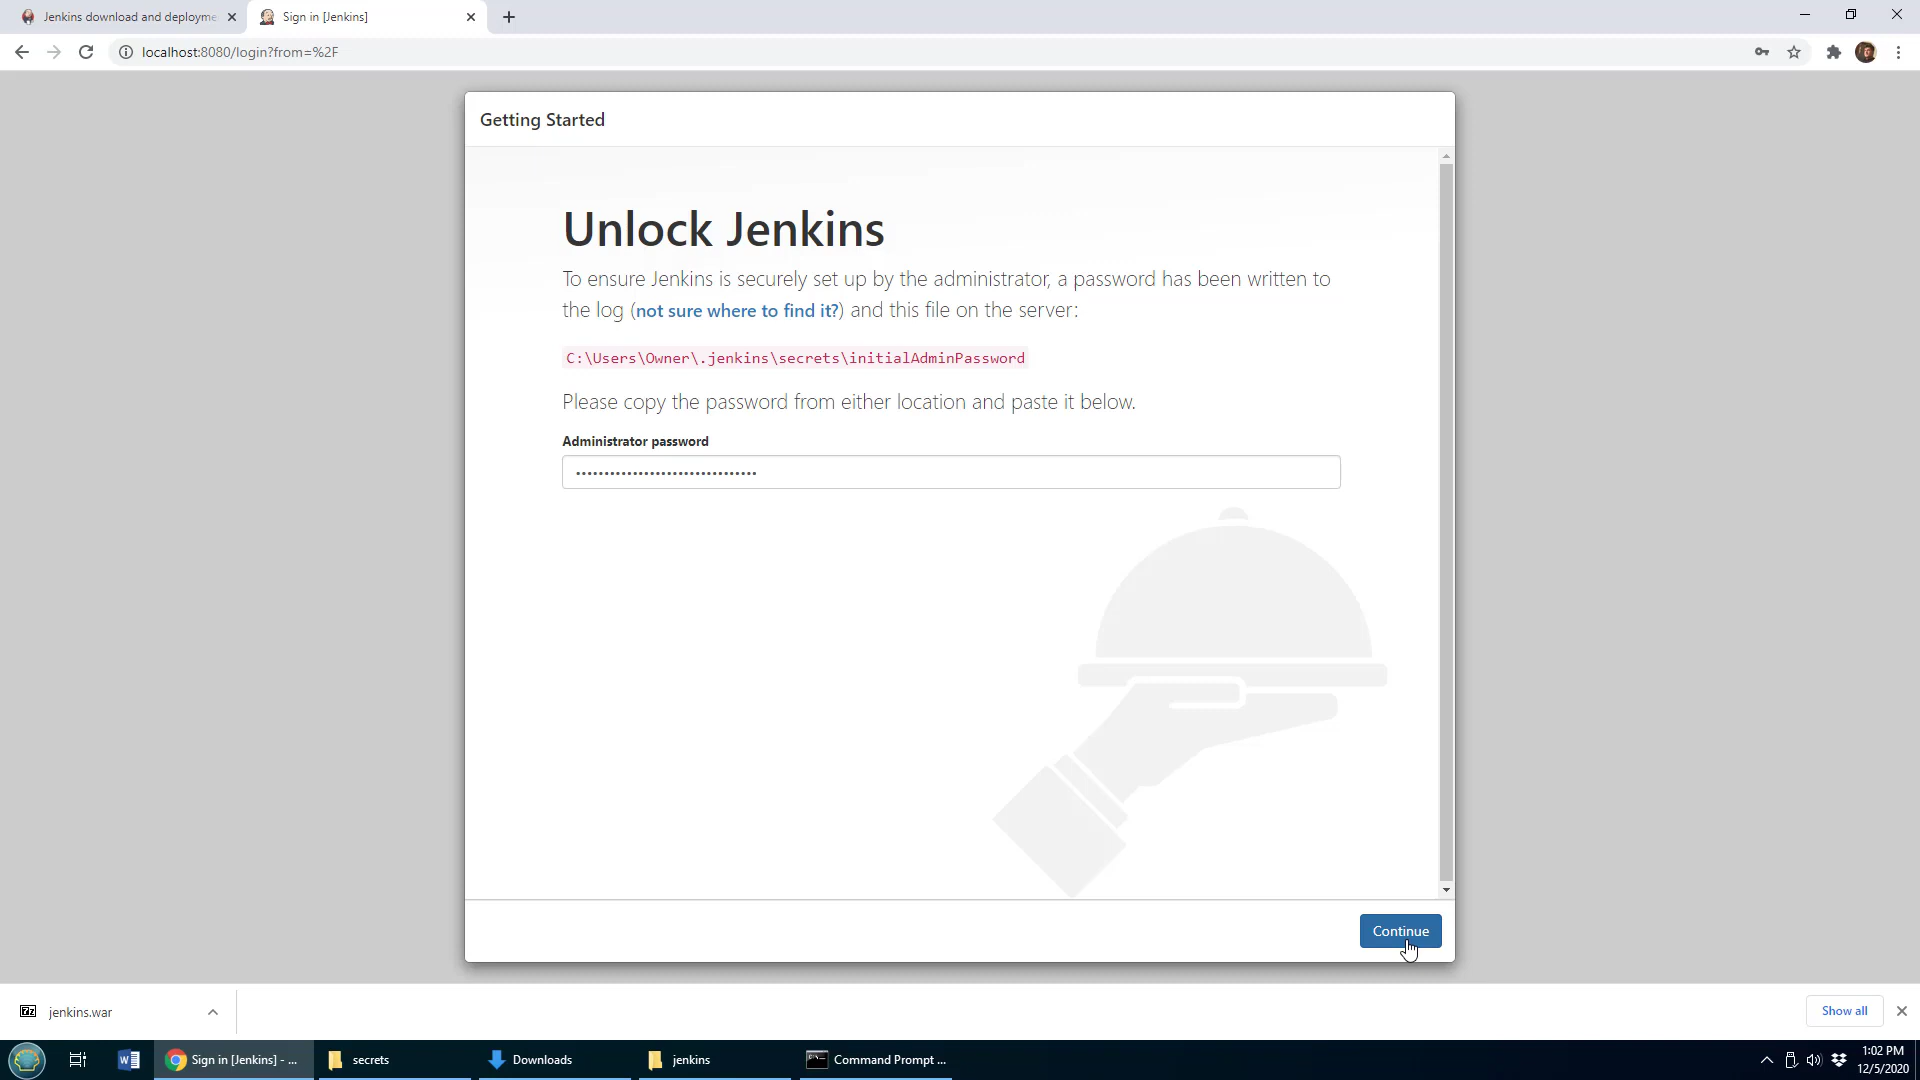 Jenkins download and deployme
Sign in [Jenkins]
localhost:8080/login?from=%2F
Getting Started
Unlock Jenkins
To ensure Jenkins is securely set up by the administrator, a password has been written to
the log (not sure where to find it?) and this file on the server:
C:\Users\Owner\.jenkins\secrets\initialAdminPassword
Please copy the password from either location and paste it below.
Administrator password
••••••••••••••••••••••••••••••••
Continue
7z
jenkins.war
Show all
W
Sign in [Jenkins] - ...
secrets
Downloads
jenkins
Command Prompt ...
1:02 PM
12/5/2020